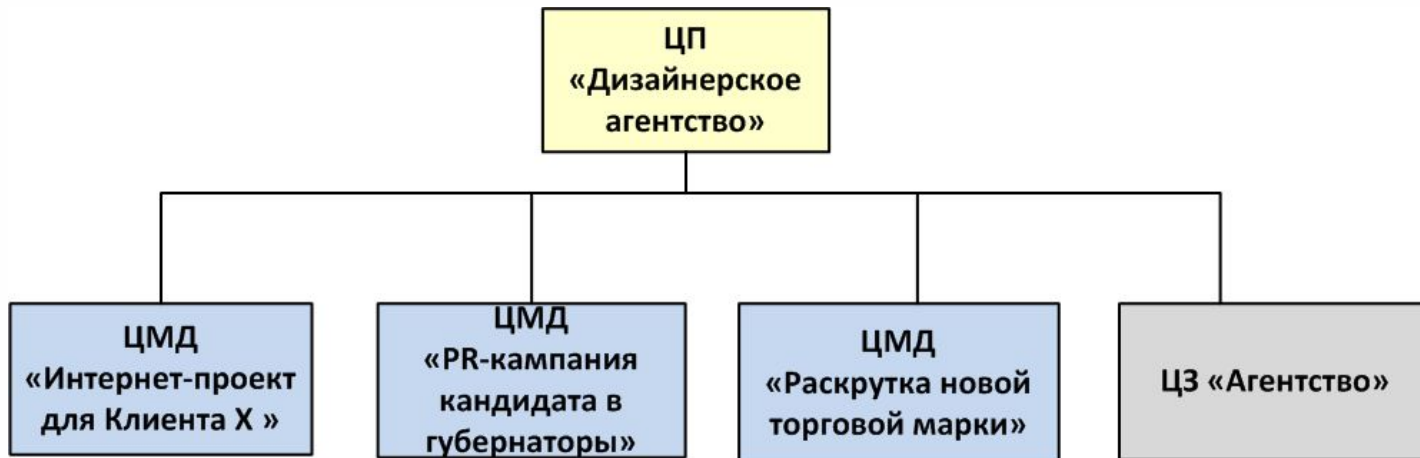 ЦП
«Дизайнерское
агентство»
ЦМД
«Интернет-проект
для Клиента X »
ЦМД
«PR-кампания
кандидата в
губернаторы»
ЦМД
«Раскрутка новой
торговой марки»
ЦЗ «Агентство»